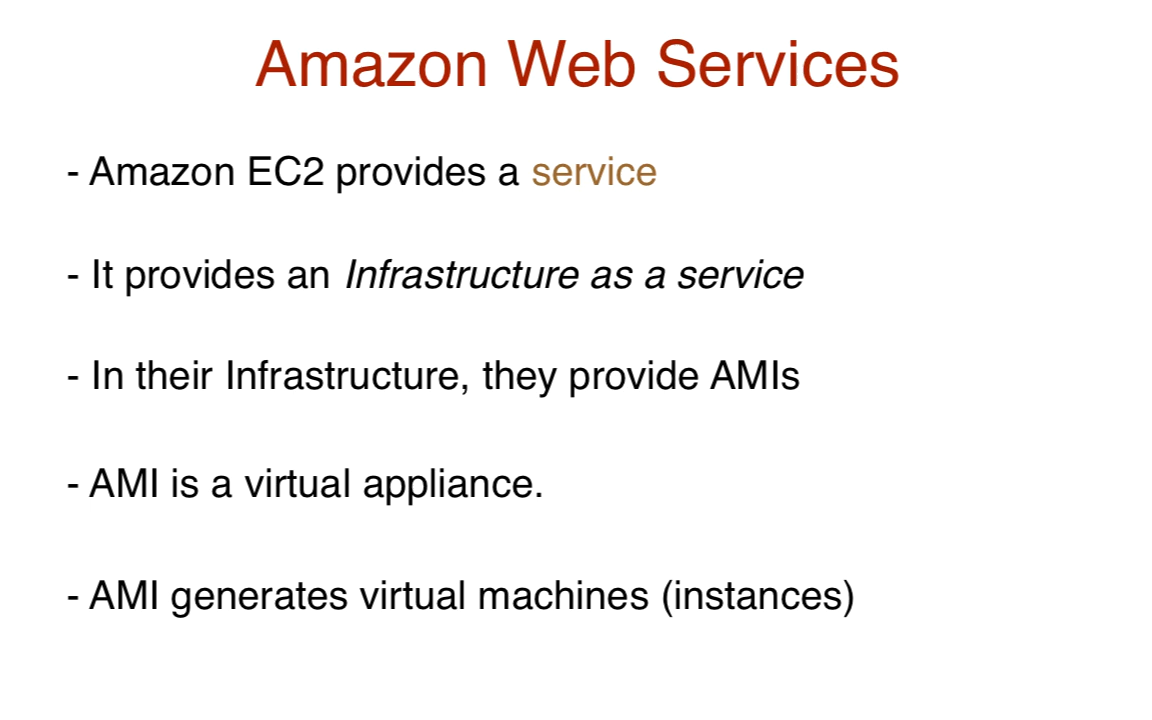 Amazon Web Services
- Amazon EC2 provides a service
- It provides an Infrastructure as a service
- In their Infrastructure, they provide AMIs
- AMI is a virtual appliance.
- AMI generates virtual machines (instances)